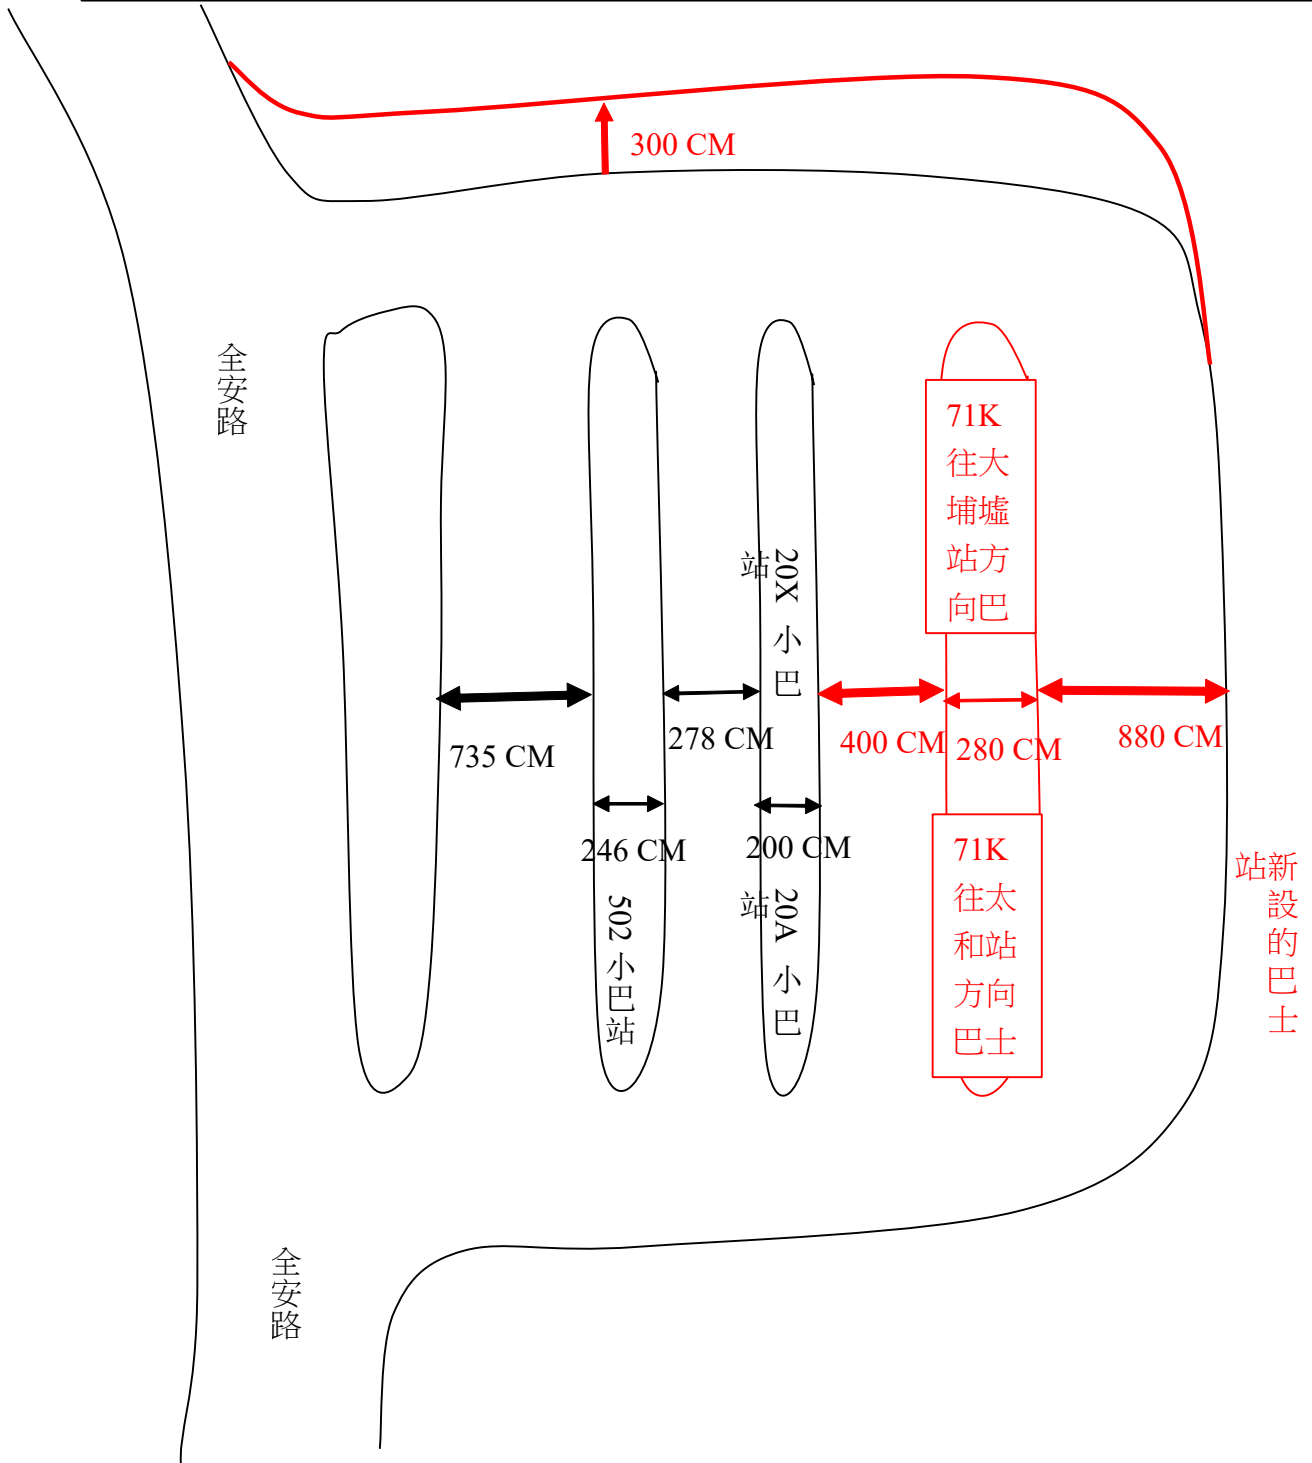 300 CM
全安路
71K
往大
埔墟
站方
向巴
20X 小巴
站
735 CM
278 CM
400 CM
280 CM
880 CM
246 CM
200 CM
502 小巴站
20A 小巴
站
71K
往太
和站
方向
巴士
新設的巴士
站
全安路